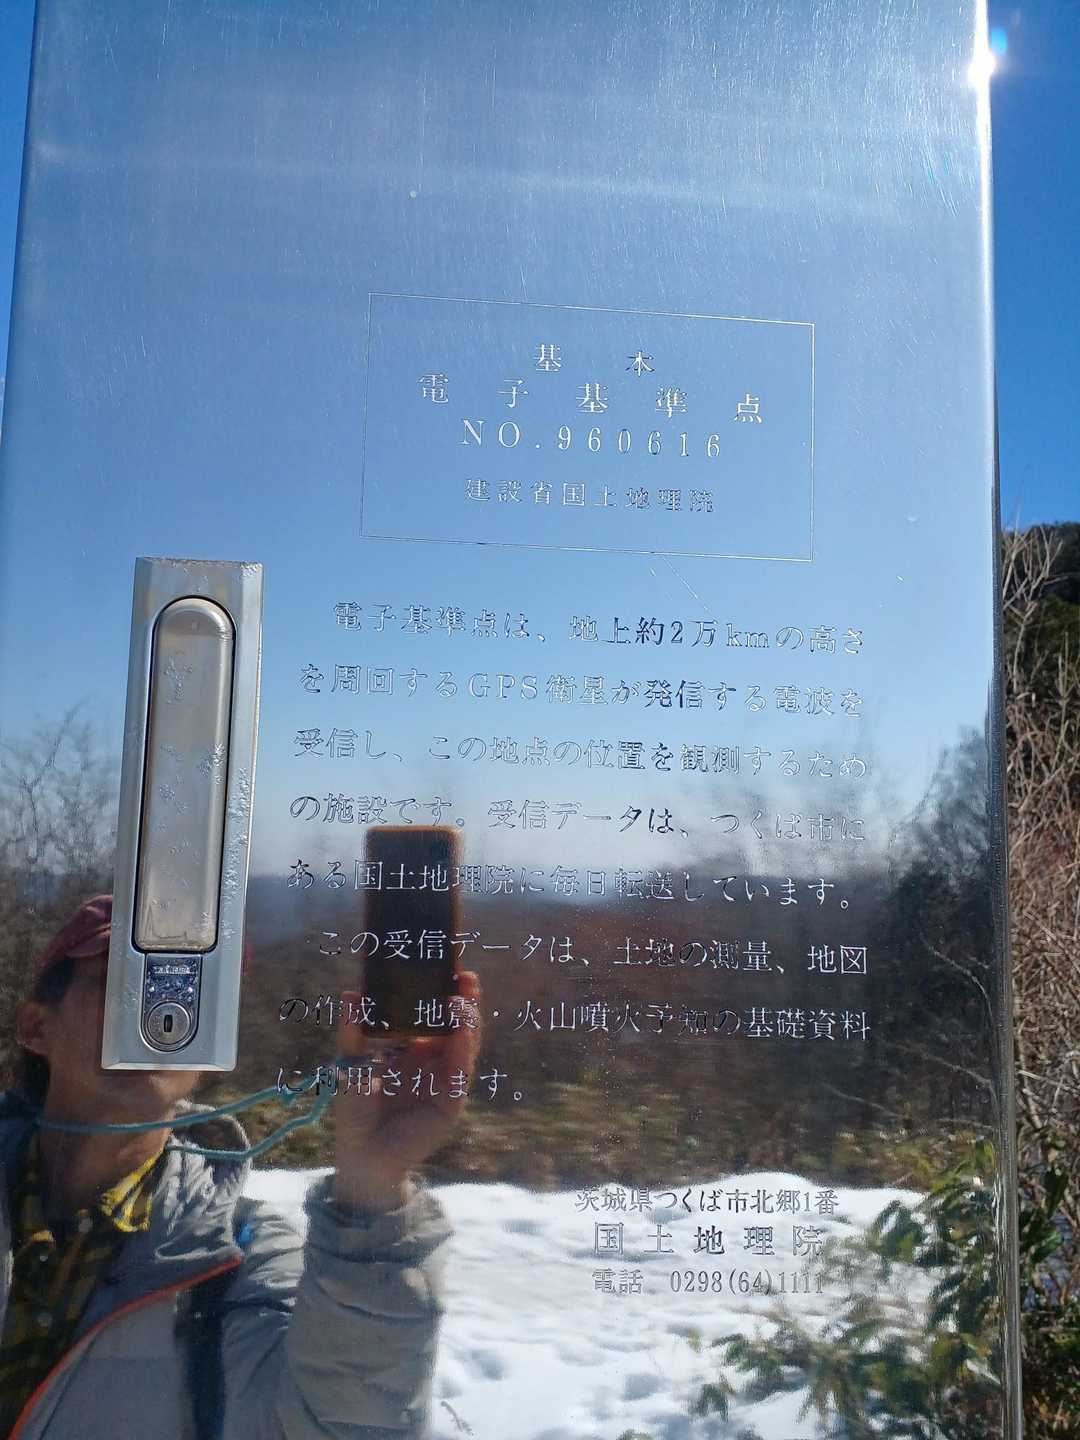 基本
電子基準点
NO.960616
建設省国土地理院
電子基準点は、地上約2万kmの高さ
を周回するGPS衛星が発信する電波を
受信し、この地点の位置を観測するため
の施設です。受信データは、つくば市に
ある国土地理院に毎日転送しています。
この受信データは、土地の測量、地図
の作成、地震・火山噴火予知の基礎資料
に利用されます。
茨城県つくば市北郷1番
国土地理院
電話 0298(64)1111